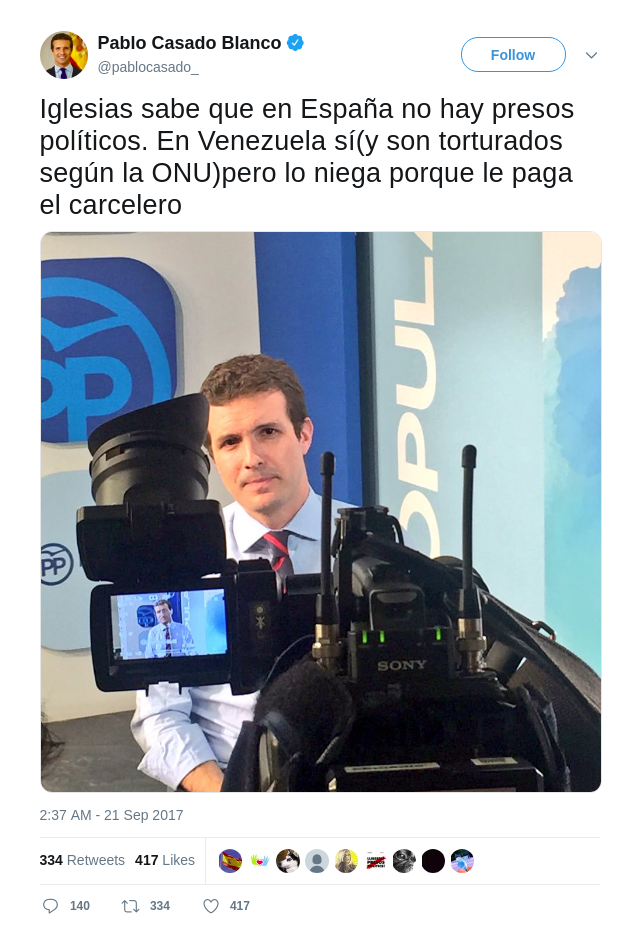 Pablo Casado Blanco
@pablocasado_
Follow
Iglesias sabe que en España no hay presos
políticos. En Venezuela sí(y son torturados
según la ONU)pero lo niega porque le paga
el carcelero
PP
OPULA
PP
SONY
2:37 AM - 21 Sep 2017
334 Retweets 417 Likes
140 334 417